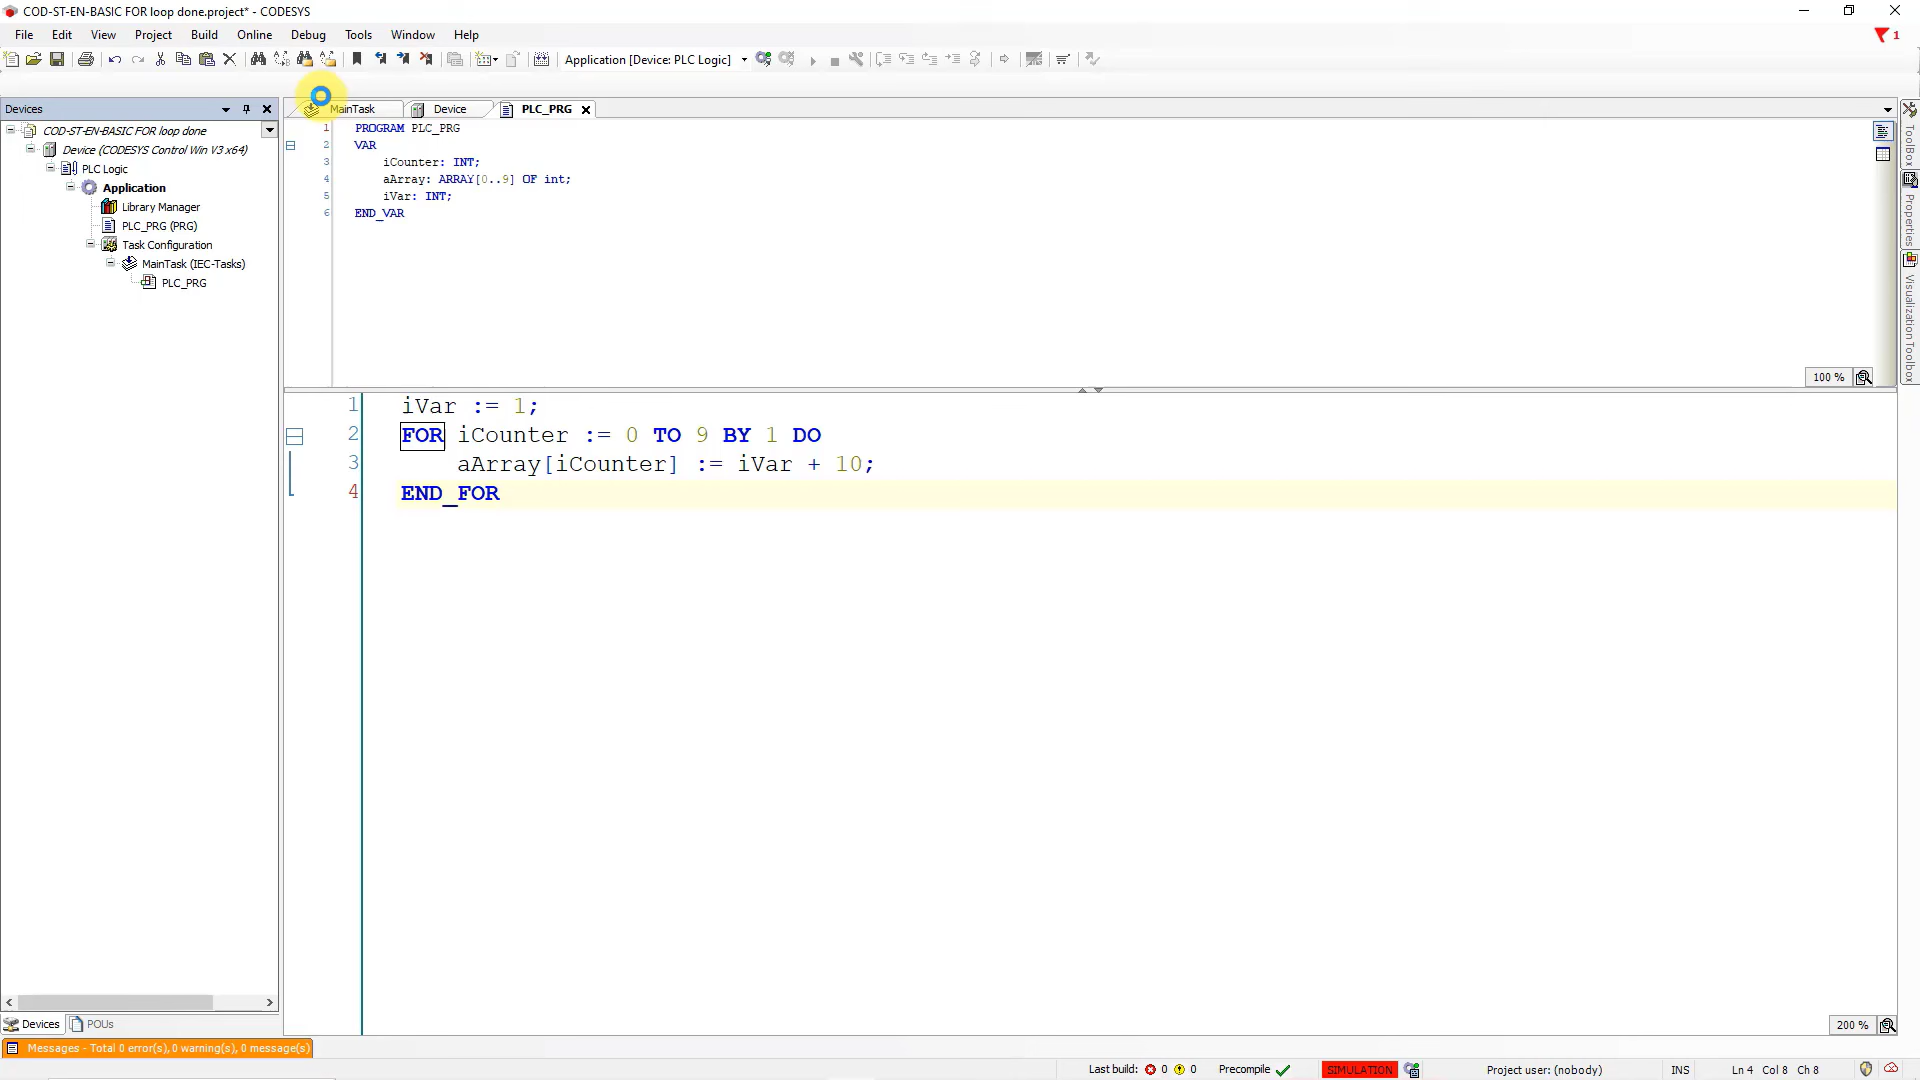 COD-ST-EN-BASIC FOR loop done.project* - CODESYS
File Edit View Project Build Online Debug Tools Window Help
1
Application [Device: PLC Logic]
Devices
COD-ST-EN-BASIC FOR loop done
Device (CODESYS Control Win V3 x64)
PLC Logic
Application
Library Manager
PLC_PRG (PRG)
Task Configuration
MainTask (IEC-Tasks)
PLC_PRG
MainTask Device PLC_PRG
1 PROGRAM PLC_PRG
2 VAR
3 iCounter: INT;
4 aArray: ARRAY[0..9] OF int;
5 iVar: INT;
6 END_VAR
100 %
1 iVar := 1;
2 FOR iCounter := 0 TO 9 BY 1 DO
3 aArray[iCounter] := iVar + 10;
4 END_FOR
200 %
ToolBox
Properties
Visualization Toolbox
Devices POUs
Messages - Total 0 error(s), 0 warning(s), 0 message(s)
Last build: 0 0 Precompile SIMULATION Project user: (nobody) INS Ln 4 Col 8 Ch 8